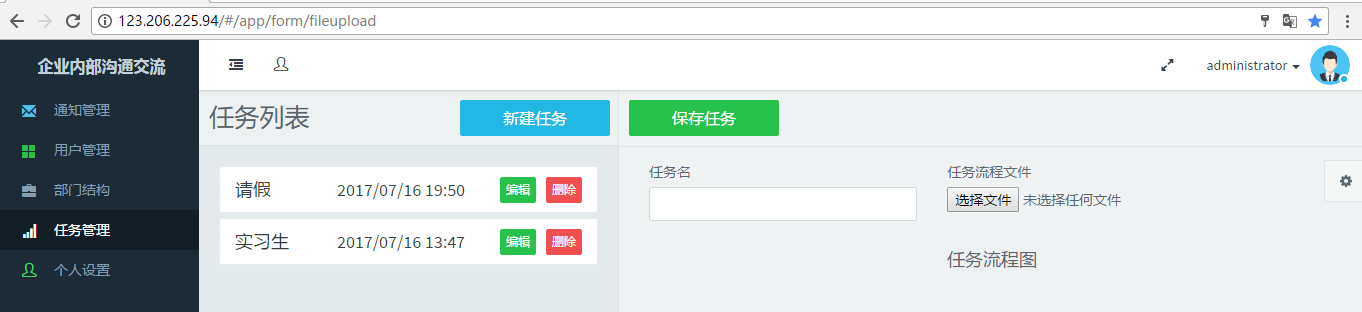 123.206.225.94/#/app/form/fileupload
企业内部沟通交流
administrator
通知管理
用户管理
部门结构
任务管理
个人设置
任务列表
新建任务
保存任务
请假 2017/07/16 19:50 编辑 删除
实习生 2017/07/16 13:47 编辑 删除
任务名
任务流程文件
选择文件 未选择任何文件
任务流程图